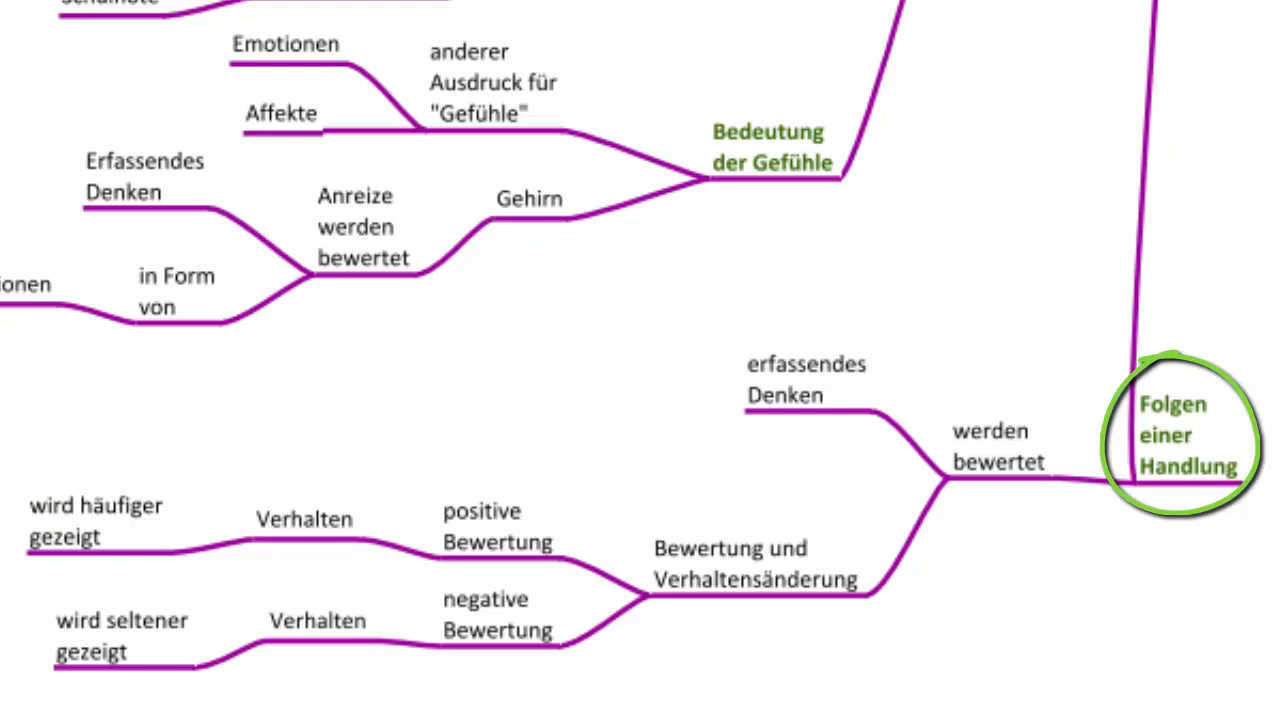 Schulnote
Emotionen
anderer
Ausdruck für
"Gefühle"
Affekte
Bedeutung
der Gefühle
Erfassendes
Denken
Anreize
werden
bewertet
Gehirn
in Form
von
ionen
erfassendes
Denken
Folgen
einer
Handlung
werden
bewertet
wird häufiger
gezeigt
Verhalten
positive
Bewertung
Bewertung und
Verhaltensänderung
negative
Bewertung
Verhalten
wird seltener
gezeigt